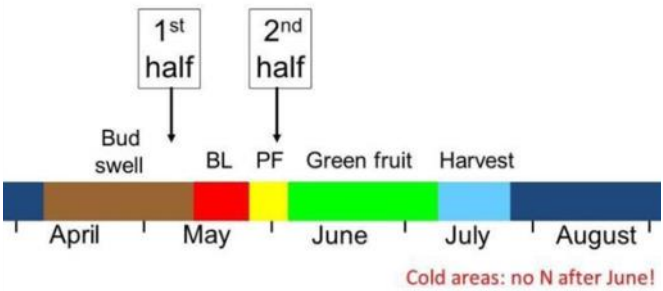 1st
half
2nd
half
Bud
swell
BL
PF
Green fruit
Harvest
April
May
June
July
August
Cold areas: no N after June!